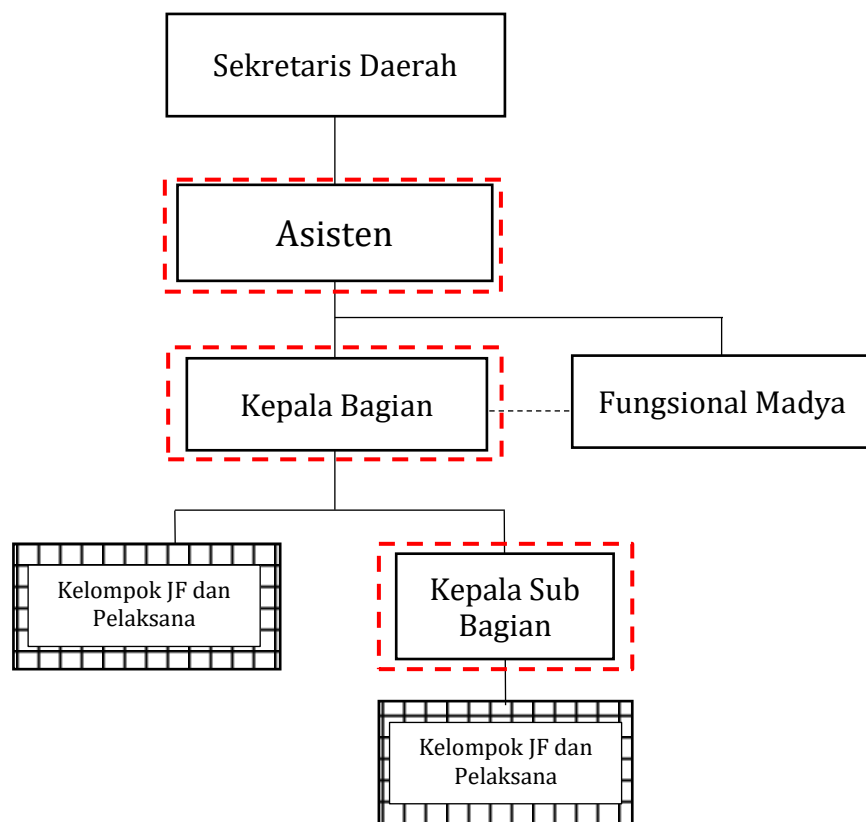 Sekretaris Daerah
Asisten
Kepala Bagian
Fungsional Madya
Kelompok JF dan
Pelaksana
Kepala Sub
Bagian
Kelompok JF dan
Pelaksana